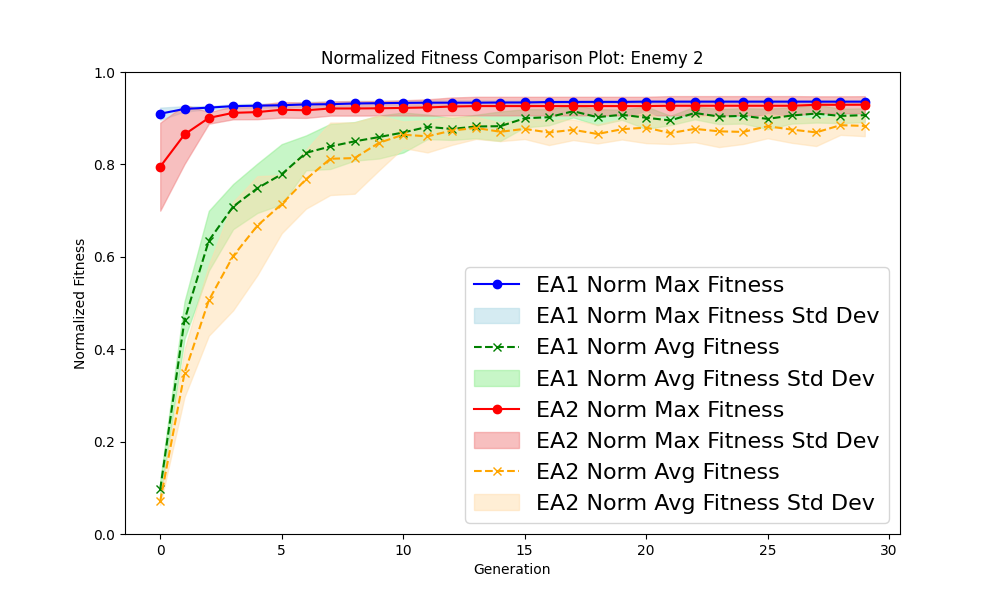 Normalized Fitness Comparison Plot: Enemy 2
1.0
0.8
0.6
0.4
0.2
0.0
Normalized Fitness
EA1 Norm Max Fitness
EA1 Norm Max Fitness Std Dev
EA1 Norm Avg Fitness
EA1 Norm Avg Fitness Std Dev
EA2 Norm Max Fitness
EA2 Norm Max Fitness Std Dev
EA2 Norm Avg Fitness
EA2 Norm Avg Fitness Std Dev
0 5 10 15 20 25 30
Generation